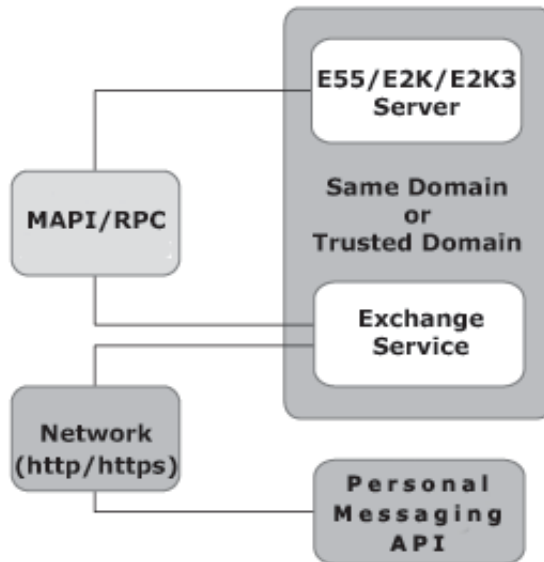 E55/E2K/E2K3
Server
MAPI/RPC
Same Domain
or
Trusted Domain
Exchange
Service
Network
(http/https)
Personal
Messaging
API